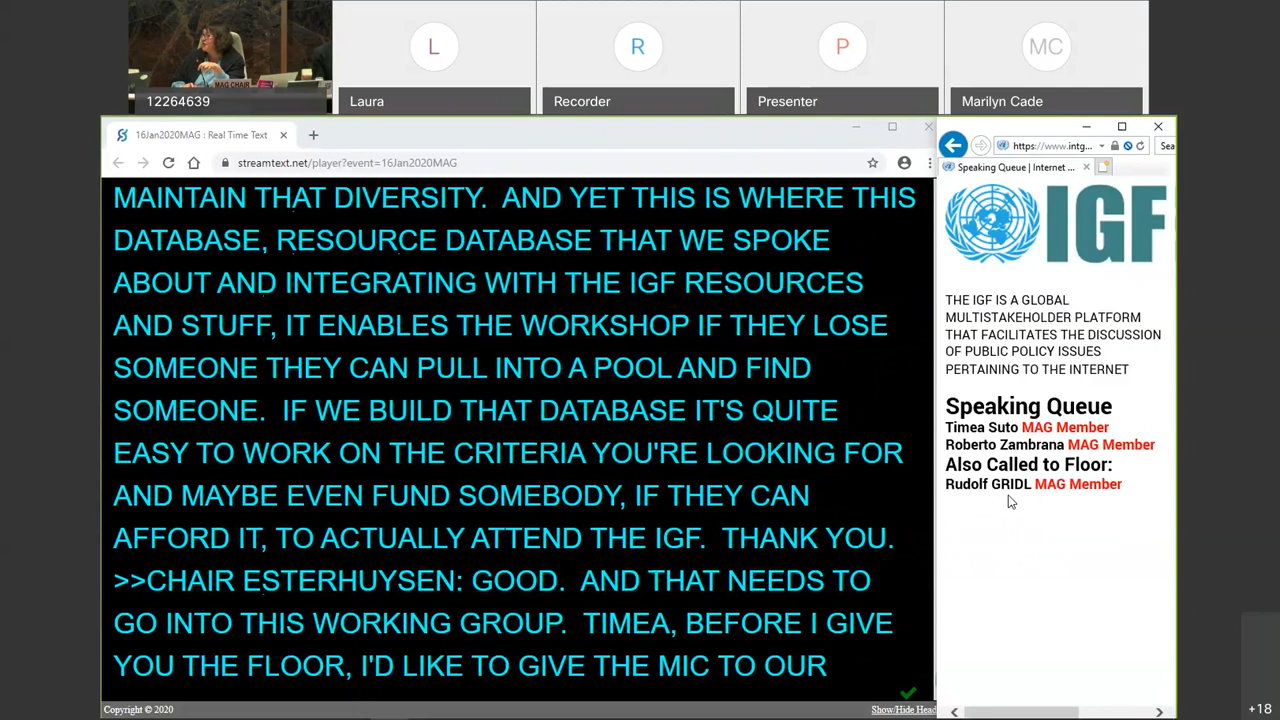 MAG CHAIR
L
R
P
MC
12264639
Laura
Recorder
Presenter
Marilyn Cade
16Jan2020MAG : Real Time Text
streamtext.net/player?event=16Jan2020MAG
MAINTAIN THAT DIVERSITY. AND YET THIS IS WHERE THIS
DATABASE, RESOURCE DATABASE THAT WE SPOKE
ABOUT AND INTEGRATING WITH THE IGF RESOURCES
AND STUFF, IT ENABLES THE WORKSHOP IF THEY LOSE
SOMEONE THEY CAN PULL INTO A POOL AND FIND
SOMEONE. IF WE BUILD THAT DATABASE IT'S QUITE
EASY TO WORK ON THE CRITERIA YOU'RE LOOKING FOR
AND MAYBE EVEN FUND SOMEBODY, IF THEY CAN
AFFORD IT, TO ACTUALLY ATTEND THE IGF. THANK YOU.
>>CHAIR ESTERHUYSEN: GOOD. AND THAT NEEDS TO
GO INTO THIS WORKING GROUP. TIMEA, BEFORE I GIVE
YOU THE FLOOR, I'D LIKE TO GIVE THE MIC TO OUR
Copyright © 2020
Show/Hide Head
https://www.intg...
Sea
Speaking Queue | Internet ...
IGF
THE IGF IS A GLOBAL
MULTISTAKEHOLDER PLATFORM
THAT FACILITATES THE DISCUSSION
OF PUBLIC POLICY ISSUES
PERTAINING TO THE INTERNET
Speaking Queue
Timea Suto MAG Member
Roberto Zambrana MAG Member
Also Called to Floor:
Rudolf GRIDL MAG Member
+18